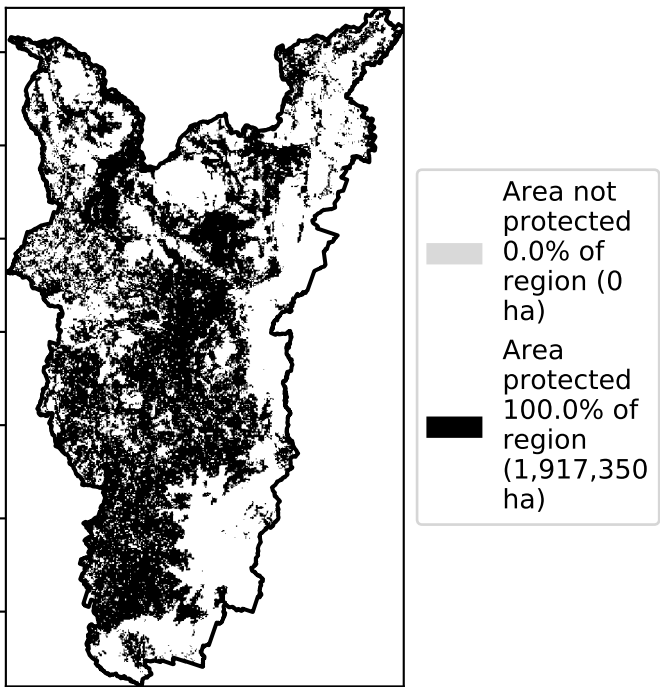 Area not
protected
0.0% of
region (0
ha)
Area
protected
100.0% of
region
(1,917,350
ha)